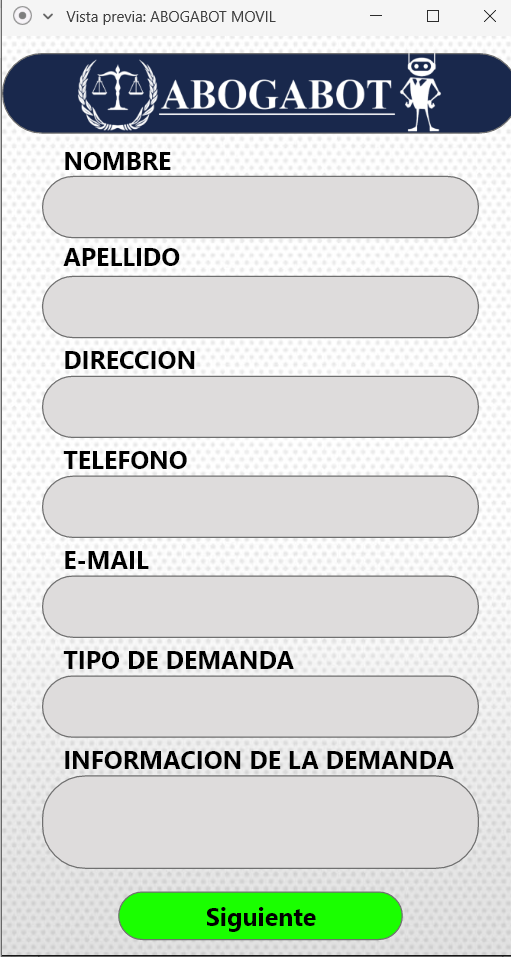 Vista previa: ABOGABOT MOVIL
ABOGABOT
NOMBRE
APELLIDO
DIRECCION
TELEFONO
E-MAIL
TIPO DE DEMANDA
INFORMACION DE LA DEMANDA
Siguiente